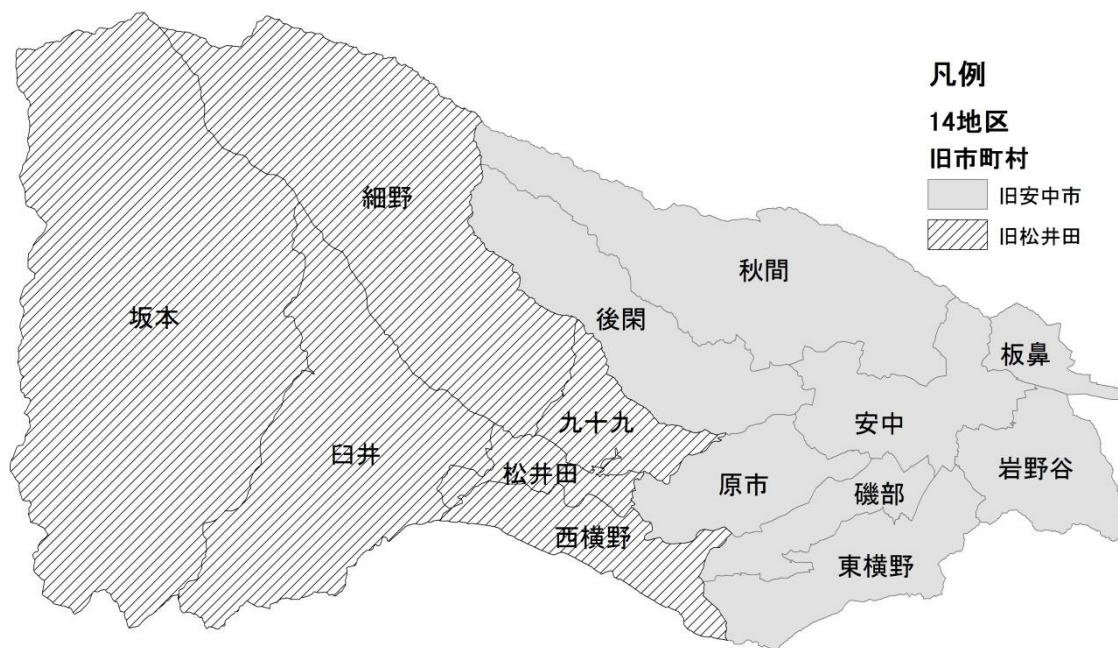 凡例
14地区
旧市町村
旧安中市
旧松井田
細野
秋間
坂本
後閑
板鼻
九十九
安中
臼井
松井田
原市
磯部
岩野谷
西横野
東横野